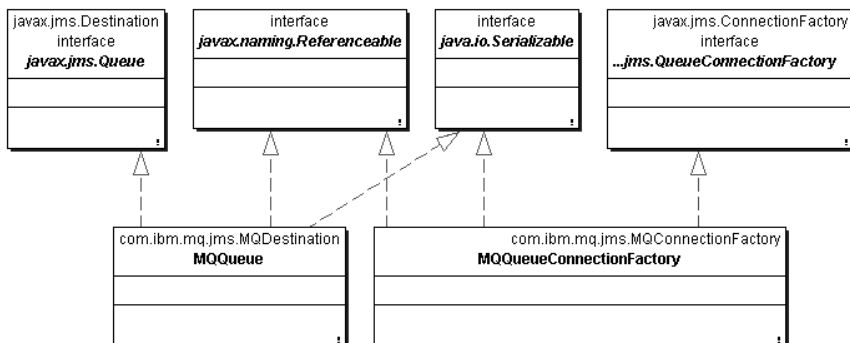 javax.jms.Destination
interface
javax.jms.Queue
!
interface
javax.naming.Referenceable
!
interface
java.io.Serializable
!
javax.jms.ConnectionFactory
interface
...jms.QueueConnectionFactory
!
com.ibm.mq.jms.MQDestination
MQQueue
!
com.ibm.mq.jms.MQConnectionFactory
MQQueueConnectionFactory
!